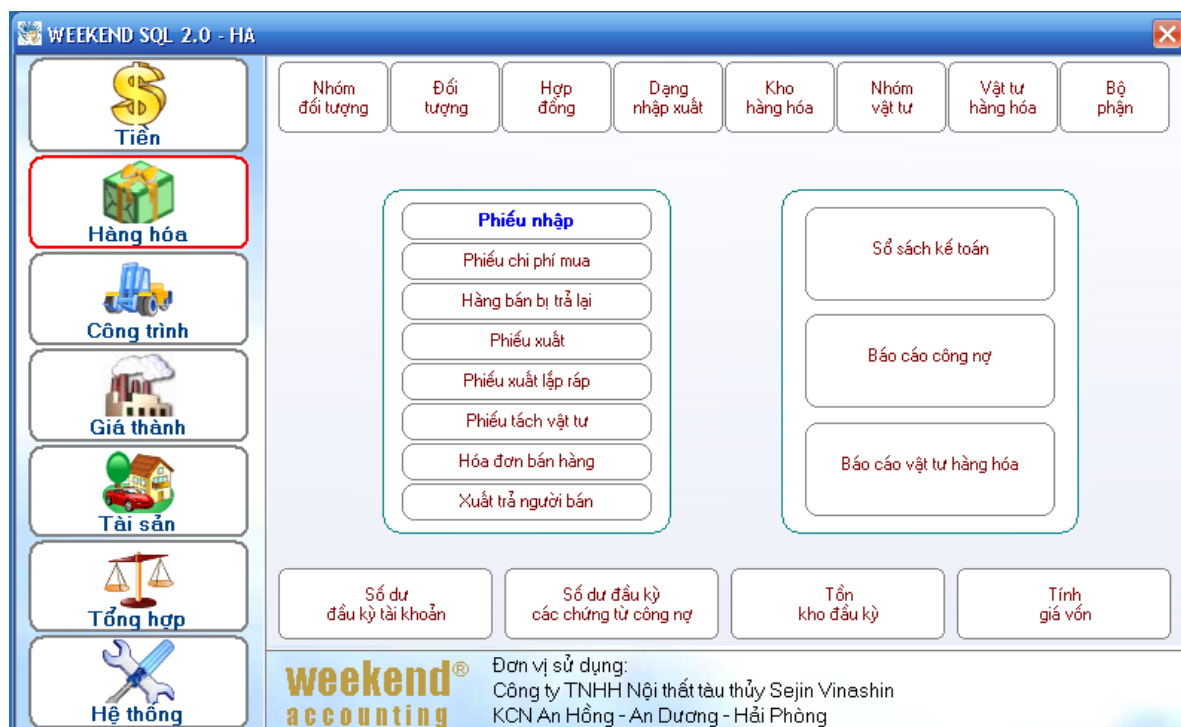 WEEKEND SQL 2.0 - HA
Tiền
Hàng hóa
Công trình
Giá thành
Tài sản
Tổng hợp
Hệ thống
Nhóm
đối tượng
Đối
tượng
Hợp
đồng
Dạng
nhập xuất
Kho
hàng hóa
Nhóm
vật tư
Vật tư
hàng hóa
Bộ
phận
Phiếu nhập
Phiếu chi phí mua
Hàng bán bị trả lại
Phiếu xuất
Phiếu xuất lắp ráp
Phiếu tách vật tư
Hóa đơn bán hàng
Xuất trả người bán
Sổ sách kế toán
Báo cáo công nợ
Báo cáo vật tư hàng hóa
Số dư
đầu kỳ tài khoản
Số dư đầu kỳ
các chứng từ công nợ
Tồn
kho đầu kỳ
Tính
giá vốn
weekend®
accounting
Đơn vị sử dụng:
Công ty TNHH Nội thất tàu thủy Sejin Vinashin
KCN An Hồng - An Dương - Hải Phòng